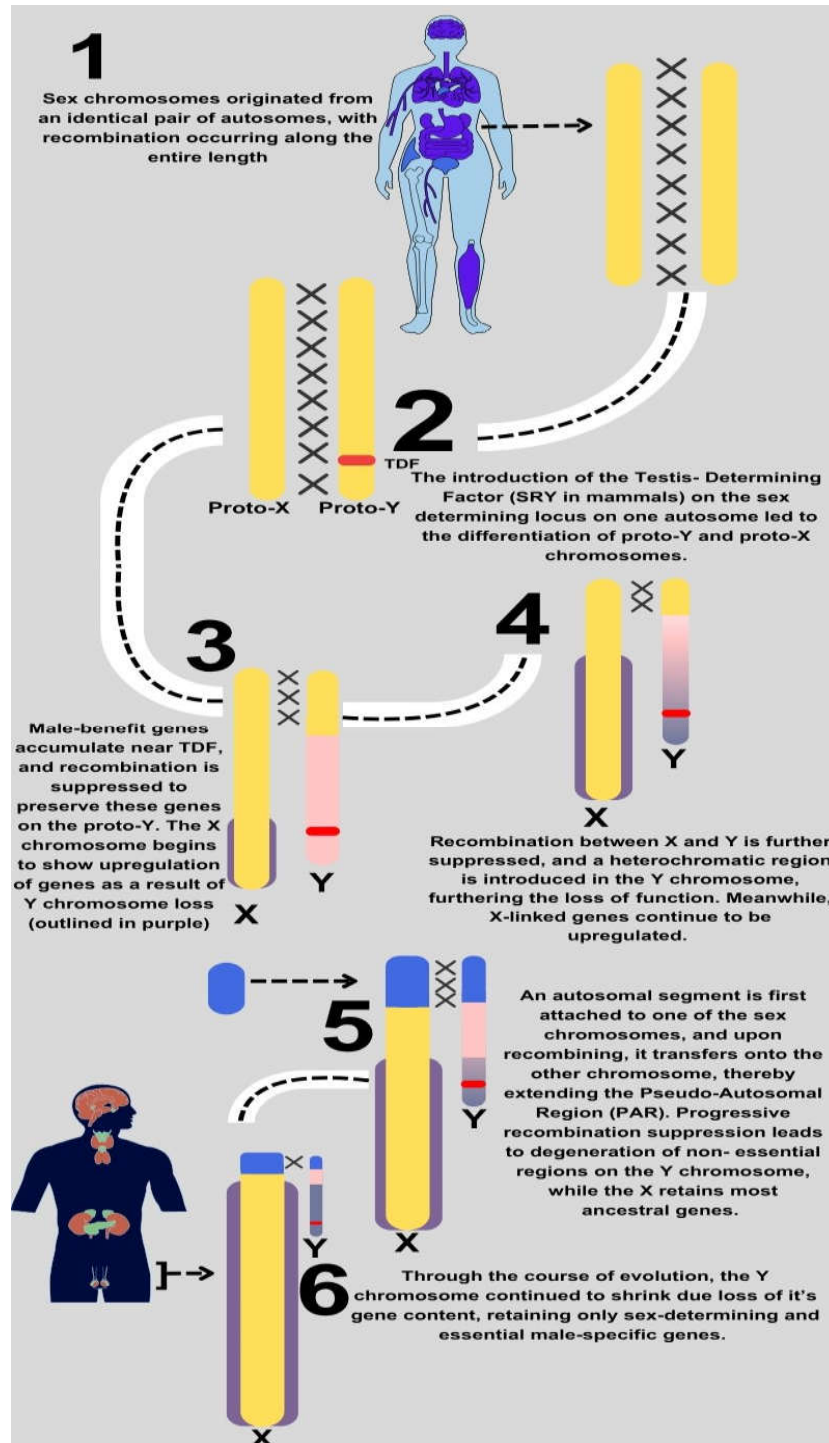 1
Sex chromosomes originated from
an identical pair of autosomes, with
recombination occurring along the
entire length
2
TDF
Proto-X
Proto-Y
The introduction of the Testis- Determining
Factor (SRY in mammals) on the sex
determining locus on one autosome led to
the differentiation of proto-Y and proto-X
chromosomes.
3
Male-benefit genes
accumulate near TDF,
and recombination is
suppressed to
preserve these genes
on the proto-Y. The X
chromosome begins
to show upregulation
of genes as a result of
Y chromosome loss
(outlined in purple)
X
Y
4
X
Y
Recombination between X and Y is further
suppressed, and a heterochromatic region
is introduced in the Y chromosome,
furthering the loss of function. Meanwhile,
X-linked genes continue to be
upregulated.
5
X
Y
An autosomal segment is first
attached to one of the sex
chromosomes, and upon
recombining, it transfers onto the
other chromosome, thereby
extending the Pseudo-Autosomal
Region (PAR). Progressive
recombination suppression leads
to degeneration of non- essential
regions on the Y chromosome,
while the X retains most
ancestral genes.
Y
6
X
Through the course of evolution, the Y
chromosome continued to shrink due loss of it's
gene content, retaining only sex-determining and
essential male-specific genes.